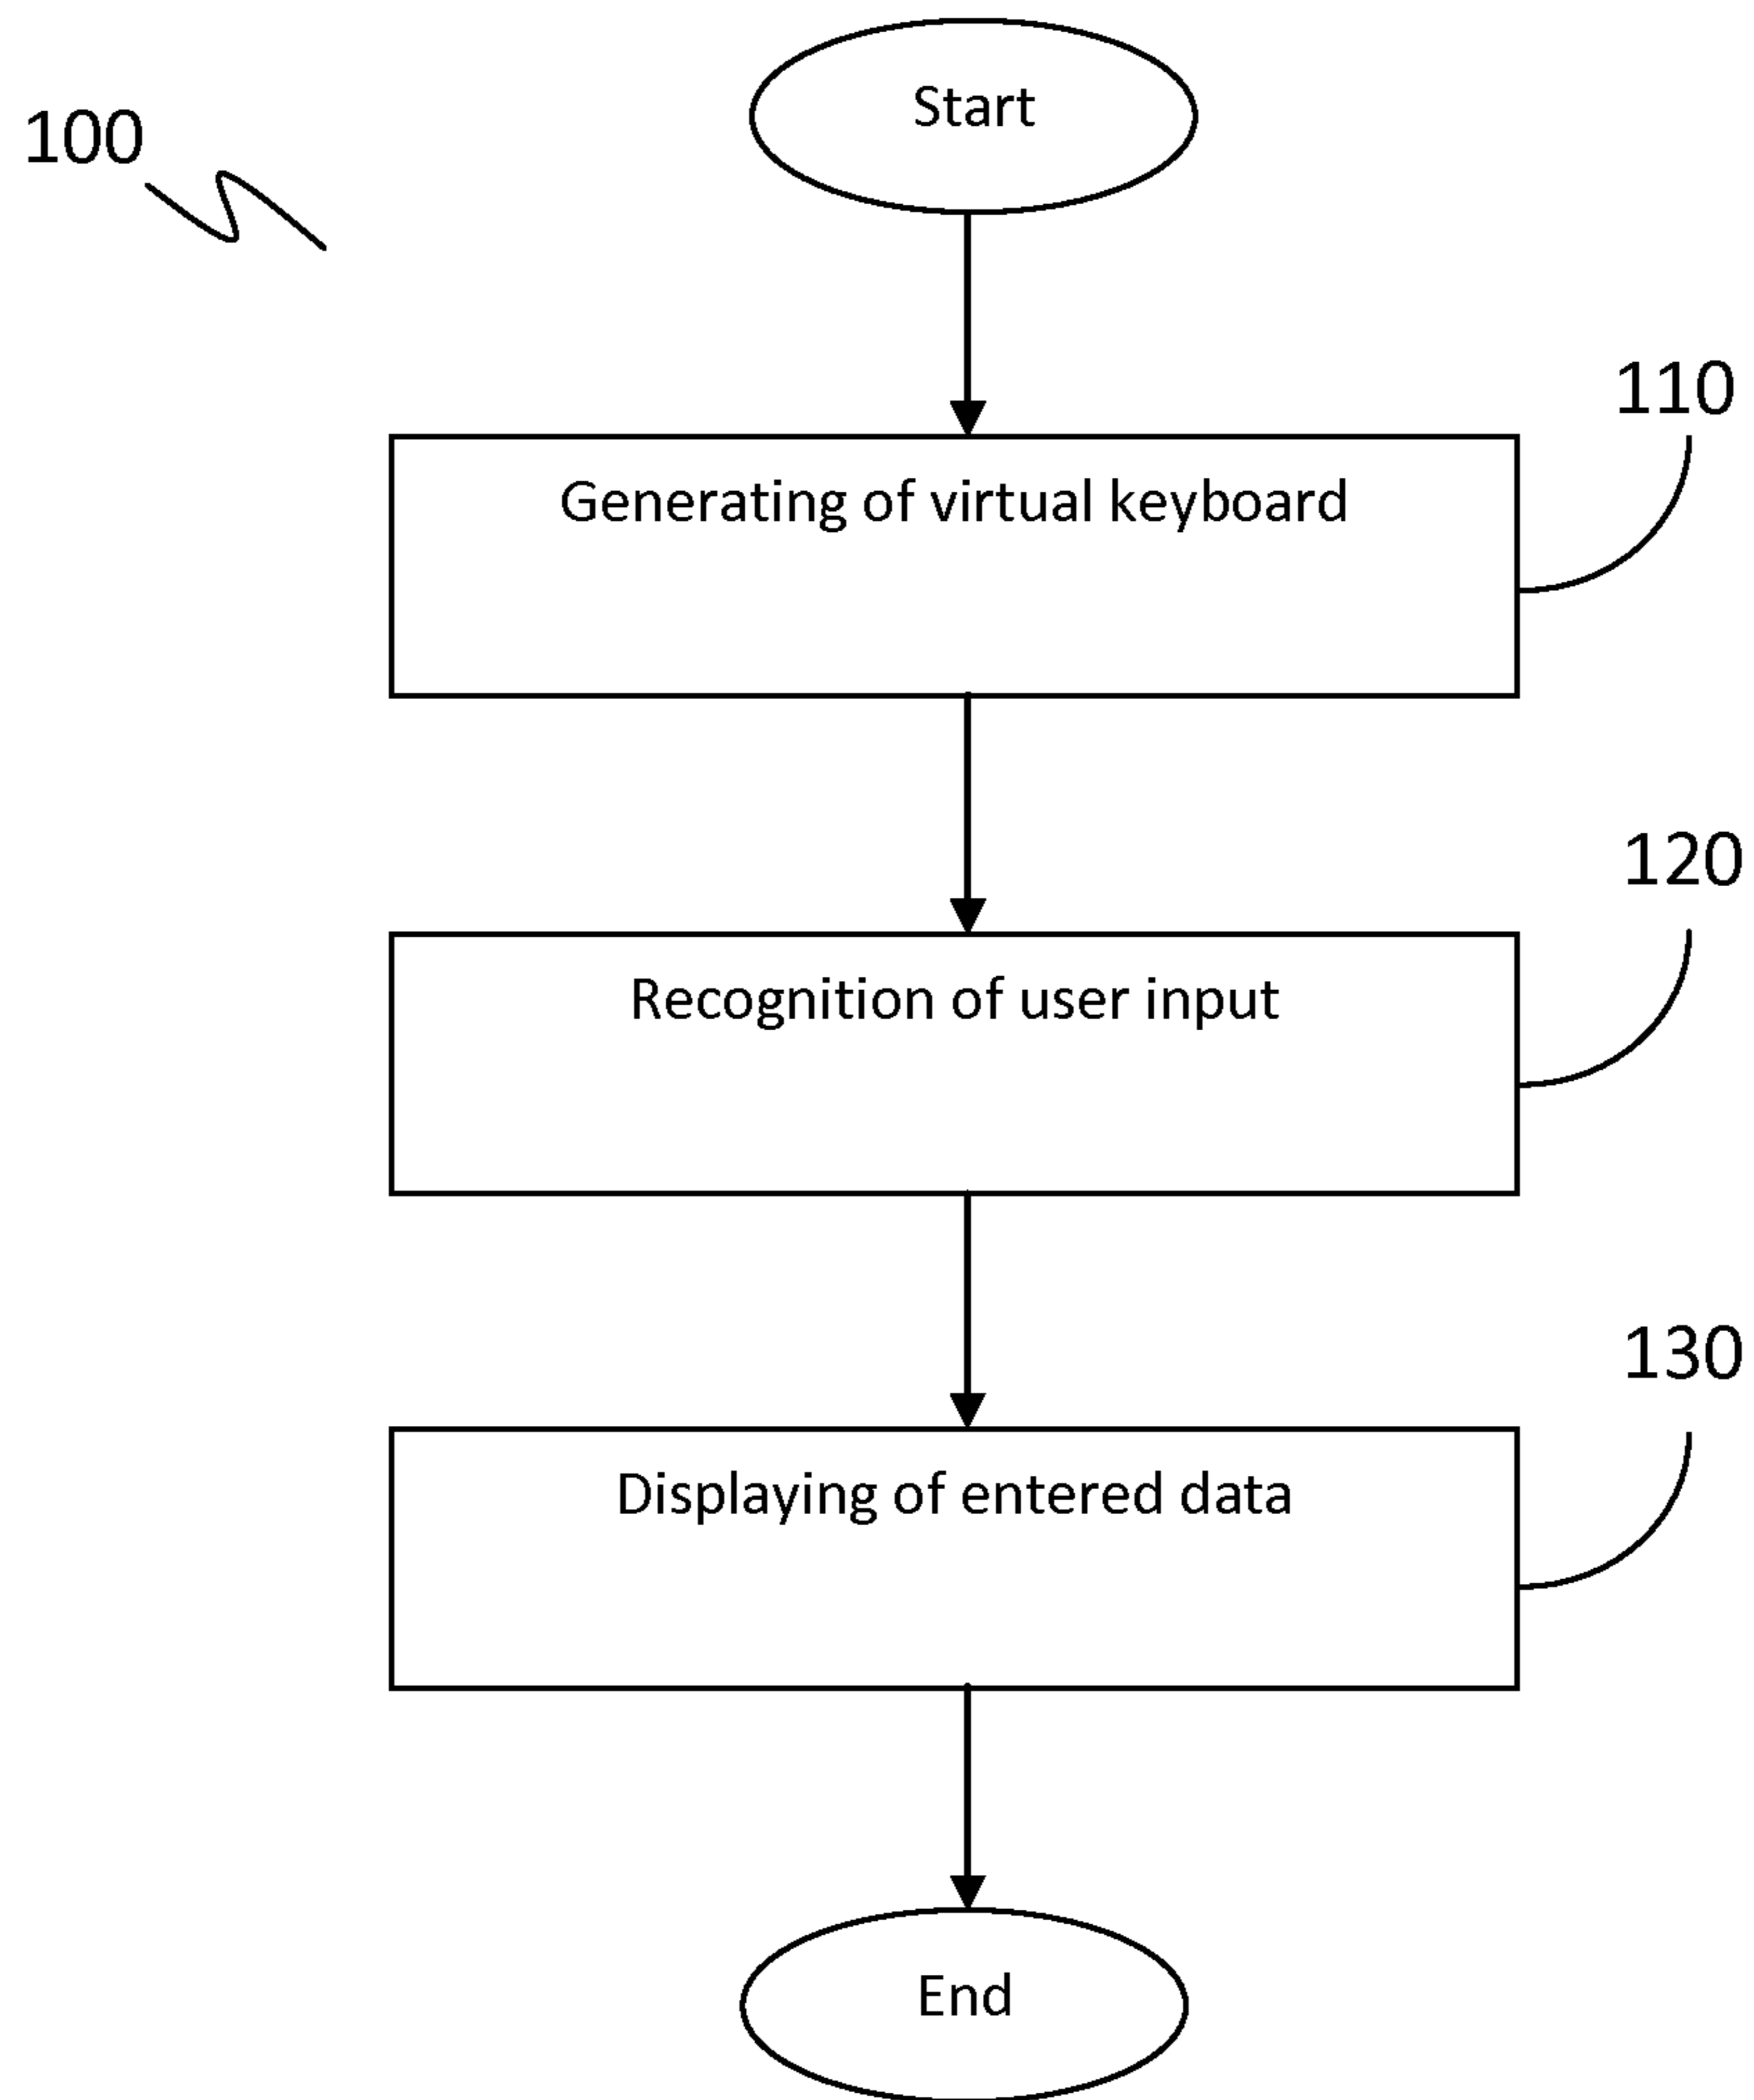 Start
100
110
Generating of virtual keyboard
120
Recognition of user input
130
Displaying of entered data
End